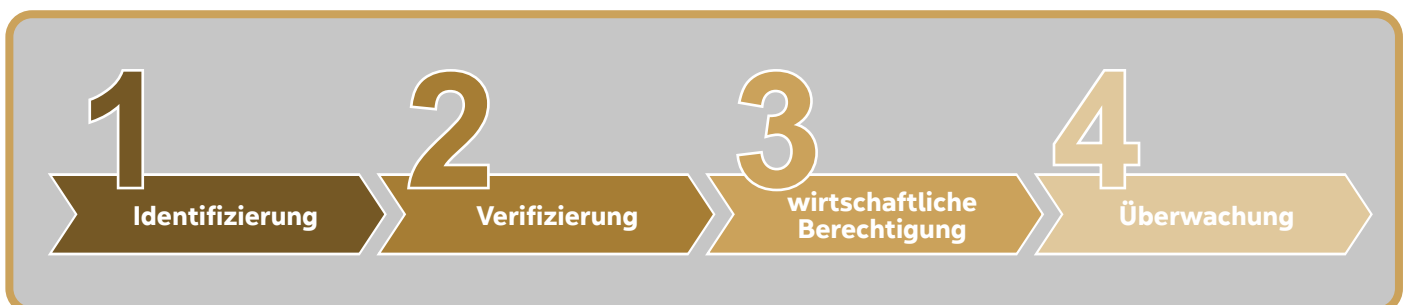 1
Identifizierung
2
Verifizierung
3
wirtschaftliche
Berechtigung
4
Überwachung